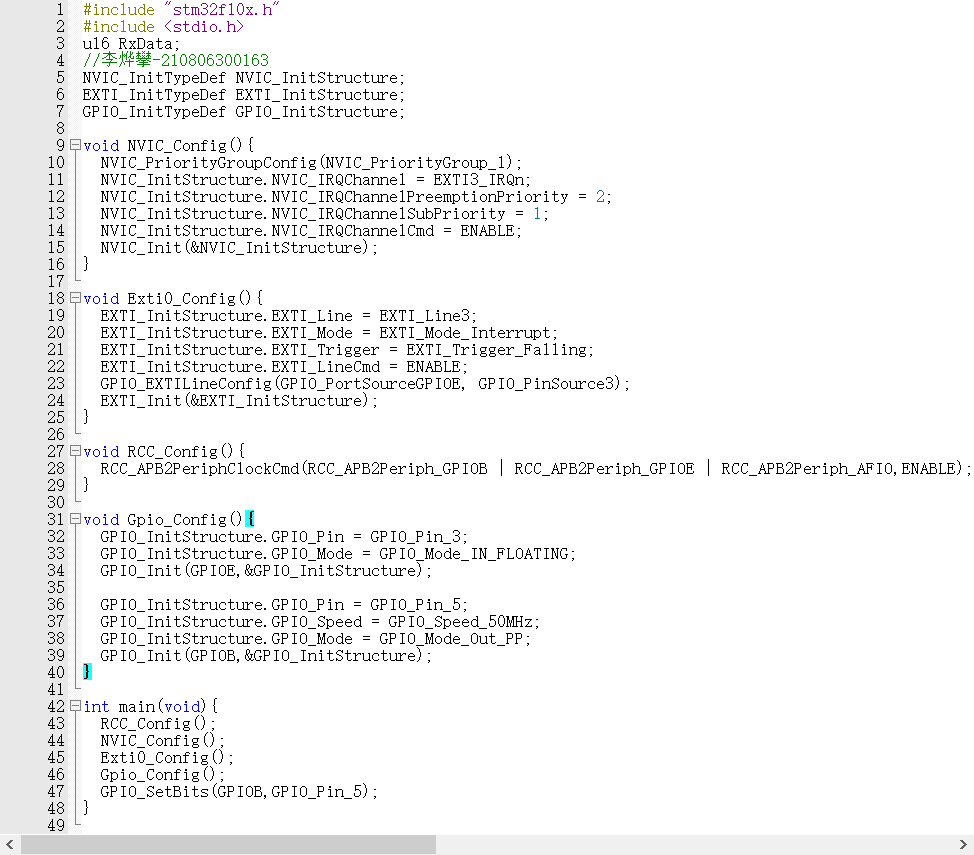 1 #include "stm32f10x.h"
2 #include <stdio.h>
3 u16 RxData;
4 //李烨攀-210806300163
5 NVIC_InitTypeDef NVIC_InitStructure;
6 EXTI_InitTypeDef EXTI_InitStructure;
7 GPIO_InitTypeDef GPIO_InitStructure;
8
9 void NVIC_Config(){
10 NVIC_PriorityGroupConfig(NVIC_PriorityGroup_1);
11 NVIC_InitStructure.NVIC_IRQChannel = EXTI3_IRQn;
12 NVIC_InitStructure.NVIC_IRQChannelPreemptionPriority = 2;
13 NVIC_InitStructure.NVIC_IRQChannelSubPriority = 1;
14 NVIC_InitStructure.NVIC_IRQChannelCmd = ENABLE;
15 NVIC_Init(&NVIC_InitStructure);
16 }
17
18 void Exti0_Config(){
19 EXTI_InitStructure.EXTI_Line = EXTI_Line3;
20 EXTI_InitStructure.EXTI_Mode = EXTI_Mode_Interrupt;
21 EXTI_InitStructure.EXTI_Trigger = EXTI_Trigger_Falling;
22 EXTI_InitStructure.EXTI_LineCmd = ENABLE;
23 GPIO_EXTILineConfig(GPIO_PortSourceGPIOE, GPIO_PinSource3);
24 EXTI_Init(&EXTI_InitStructure);
25 }
26
27 void RCC_Config(){
28 RCC_APB2PeriphClockCmd(RCC_APB2Periph_GPIOB | RCC_APB2Periph_GPIOE | RCC_APB2Periph_AFIO,ENABLE);
29 }
30
31 void Gpio_Config(){
32 GPIO_InitStructure.GPIO_Pin = GPIO_Pin_3;
33 GPIO_InitStructure.GPIO_Mode = GPIO_Mode_IN_FLOATING;
34 GPIO_Init(GPIOE,&GPIO_InitStructure);
35
36 GPIO_InitStructure.GPIO_Pin = GPIO_Pin_5;
37 GPIO_InitStructure.GPIO_Speed = GPIO_Speed_50MHz;
38 GPIO_InitStructure.GPIO_Mode = GPIO_Mode_Out_PP;
39 GPIO_Init(GPIOB,&GPIO_InitStructure);
40 }
41
42 int main(void){
43 RCC_Config();
44 NVIC_Config();
45 Exti0_Config();
46 Gpio_Config();
47 GPIO_SetBits(GPIOB,GPIO_Pin_5);
48 }
49